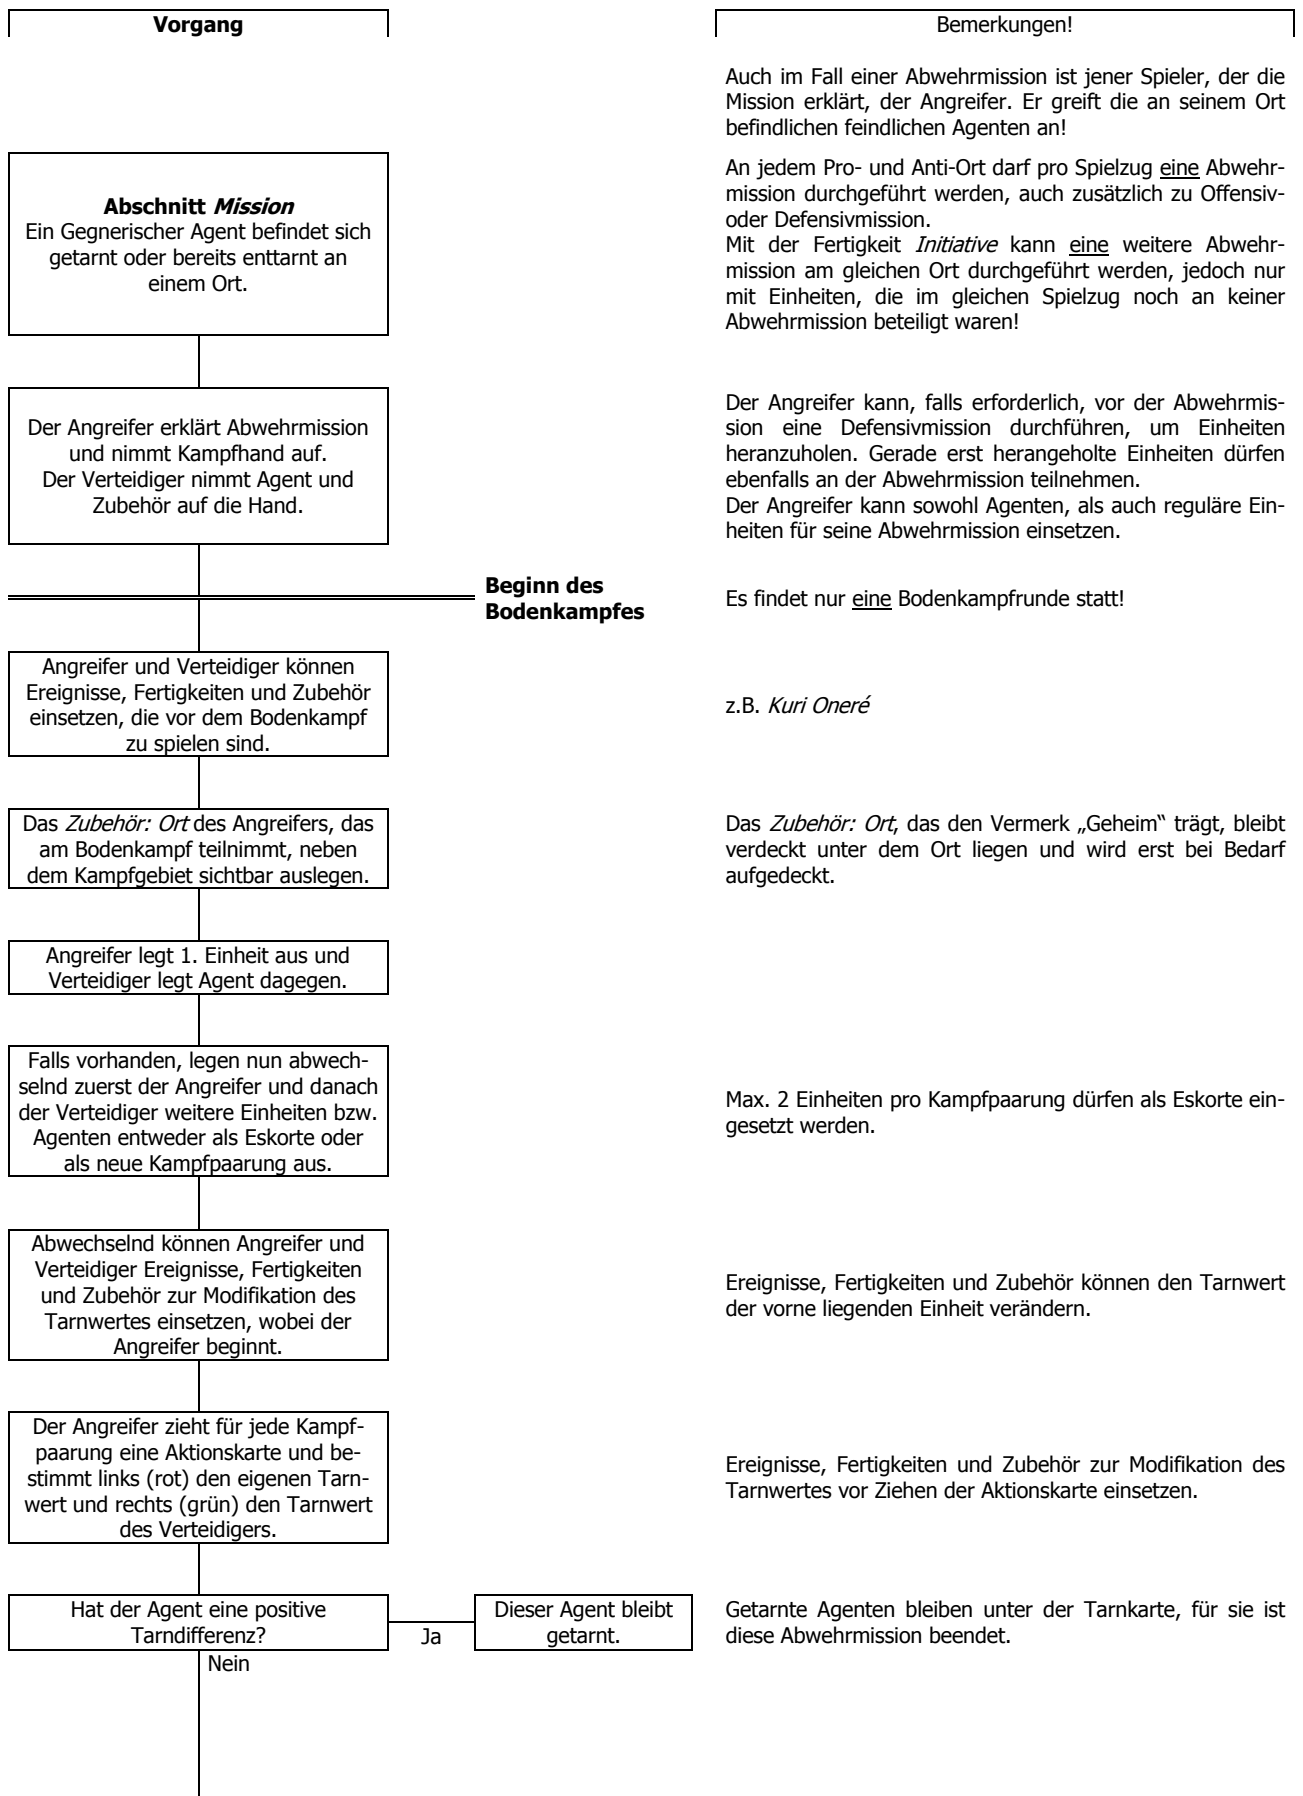 Vorgang
Bemerkungen!
Auch im Fall einer Abwehrmission ist jener Spieler, der die
Mission erklärt, der Angreifer. Er greift die an seinem Ort
befindlichen feindlichen Agenten an!
Abschnitt Mission
Ein Gegnerischer Agent befindet sich
getarnt oder bereits enttarnt an
einem Ort.
An jedem Pro- und Anti-Ort darf pro Spielzug eine Abwehr-
mission durchgeführt werden, auch zusätzlich zu Offensiv-
oder Defensivmission.
Mit der Fertigkeit Initiative kann eine weitere Abwehr-
mission am gleichen Ort durchgeführt werden, jedoch nur
mit Einheiten, die im gleichen Spielzug noch an keiner
Abwehrmission beteiligt waren!
Der Angreifer erklärt Abwehrmission
und nimmt Kampfhand auf.
Der Verteidiger nimmt Agent und
Zubehör auf die Hand.
Der Angreifer kann, falls erforderlich, vor der Abwehrmis-
sion eine Defensivmission durchführen, um Einheiten
heranzuholen. Gerade erst herangeholte Einheiten dürfen
ebenfalls an der Abwehrmission teilnehmen.
Der Angreifer kann sowohl Agenten, als auch reguläre Ein-
heiten für seine Abwehrmission einsetzen.
Beginn des
Bodenkampfes
Es findet nur eine Bodenkampfrunde statt!
Angreifer und Verteidiger können
Ereignisse, Fertigkeiten und Zubehör
einsetzen, die vor dem Bodenkampf
zu spielen sind.
z.B. Kuri Oneré
Das Zubehör: Ort des Angreifers, das
am Bodenkampf teilnimmt, neben
dem Kampfgebiet sichtbar auslegen.
Das Zubehör: Ort, das den Vermerk „Geheim“ trägt, bleibt
verdeckt unter dem Ort liegen und wird erst bei Bedarf
aufgedeckt.
Angreifer legt 1. Einheit aus und
Verteidiger legt Agent dagegen.
Falls vorhanden, legen nun abwech-
selnd zuerst der Angreifer und danach
der Verteidiger weitere Einheiten bzw.
Agenten entweder als Eskorte oder
als neue Kampfpaarung aus.
Max. 2 Einheiten pro Kampfpaarung dürfen als Eskorte ein-
gesetzt werden.
Abwechselnd können Angreifer und
Verteidiger Ereignisse, Fertigkeiten
und Zubehör zur Modifikation des
Tarnwertes einsetzen, wobei der
Angreifer beginnt.
Ereignisse, Fertigkeiten und Zubehör können den Tarnwert
der vorne liegenden Einheit verändern.
Der Angreifer zieht für jede Kampf-
paarung eine Aktionskarte und be-
stimmt links (rot) den eigenen Tarn-
wert und rechts (grün) den Tarnwert
des Verteidigers.
Ereignisse, Fertigkeiten und Zubehör zur Modifikation des
Tarnwertes vor Ziehen der Aktionskarte einsetzen.
Hat der Agent eine positive
Tarndifferenz?
Ja
Dieser Agent bleibt
getarnt.
Getarnte Agenten bleiben unter der Tarnkarte, für sie ist
diese Abwehrmission beendet.
Nein